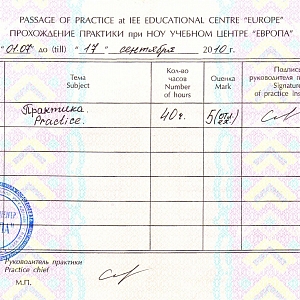 PASSAGE OF PRACTICE at IEE EDUCATIONAL CENTRE “EUROPE”
ПРОХОЖДЕНИЕ ПРАКТИКИ при НОУ УЧЕБНОМ ЦЕНТРЕ “ЕВРОПА”
"01.07 до (till) "17" сентября 2010 г.
Тема
Subject
Кол-во
часов
Number
of hours
Оценка
Mark
Подпись
руководителя
Signature
of practice
Практика.
Practice.
40 ч.
5 (отл.
ex.)
Руководитель практики
Practice chief
М.П.